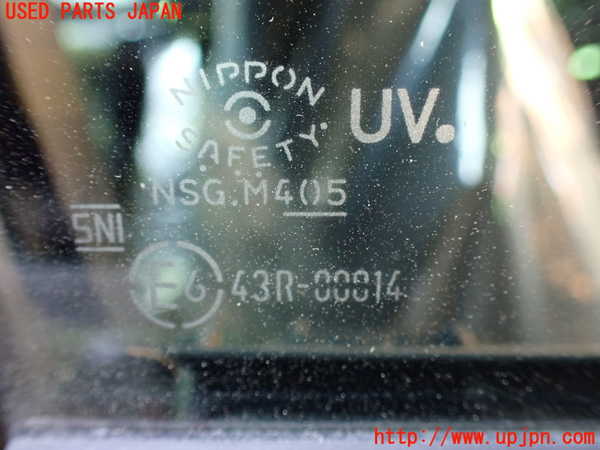 USED PARTS JAPAN
NIPPON
SAFETY
UV.
NSG.M405
SNI
E6 43R-00014
http://www.upjpn.com/